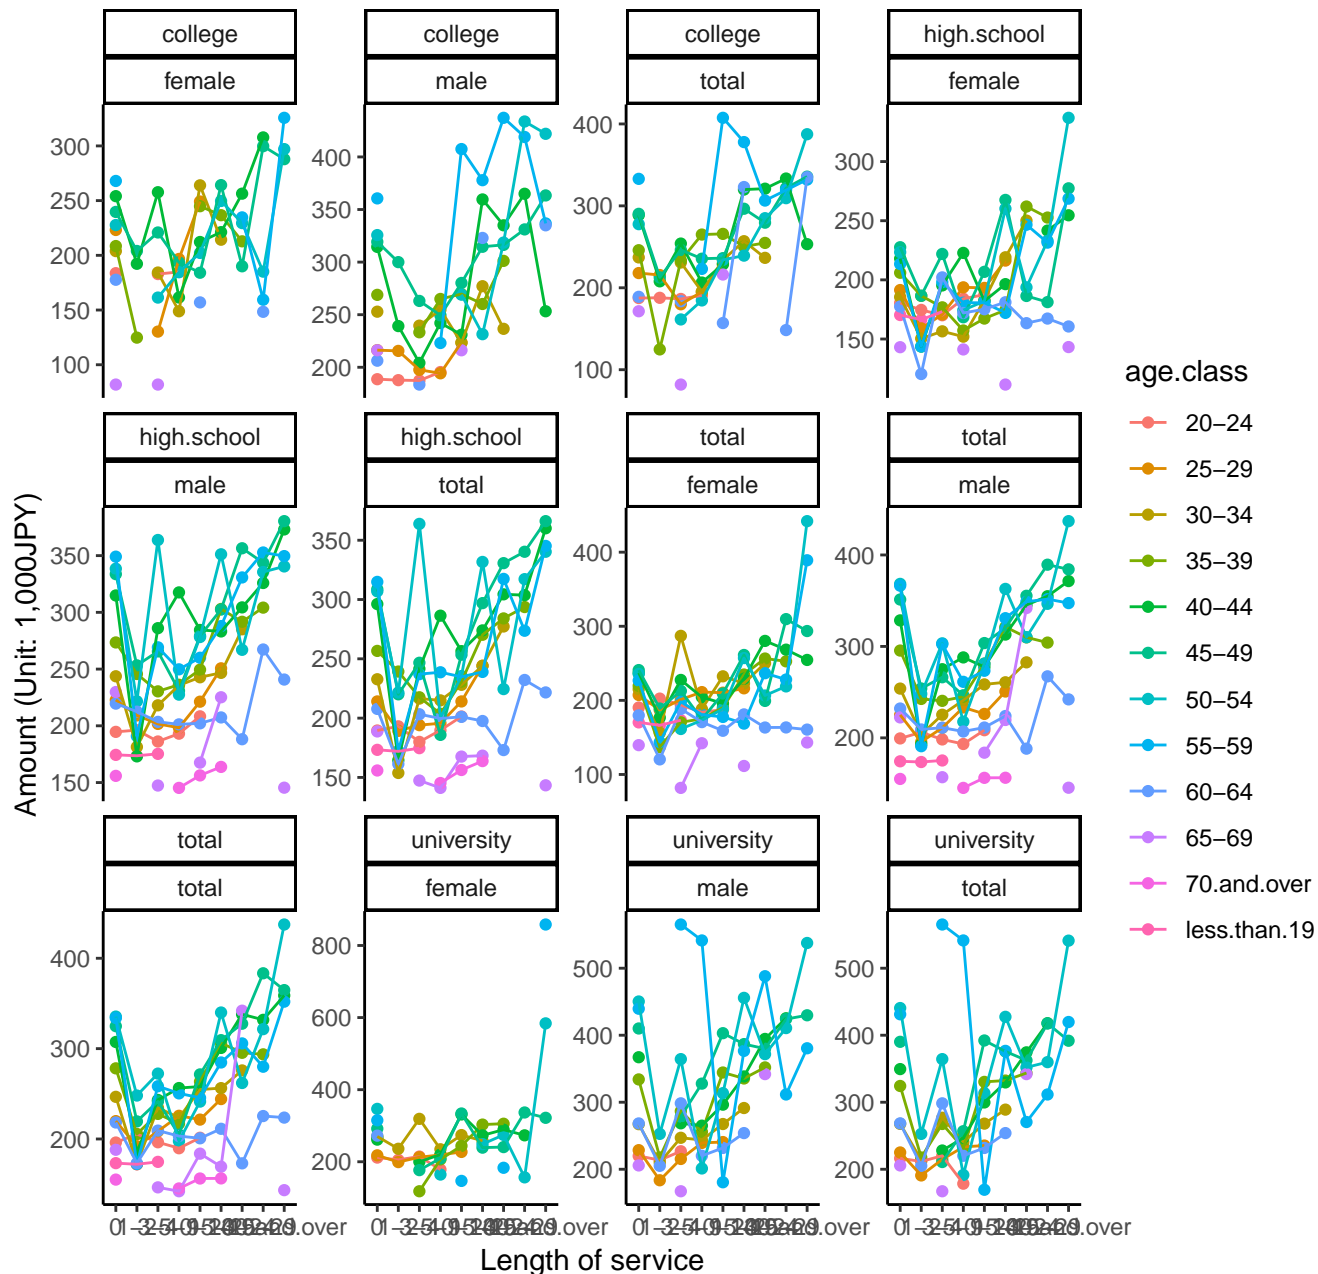 college
college
college
high.school
female
male
total
female
300
250
200
150
100
400
350
300
250
200
400
300
200
100
300
250
200
150
high.school
high.school
total
total
male
total
female
male
350
300
250
200
150
350
300
250
200
150
400
300
200
100
400
300
200
total
university
university
university
total
female
male
total
400
300
200
800
600
400
200
500
400
300
200
500
400
300
200
Amount (Unit: 1,000JPY)
Length of service
age.class
20−24
25−29
30−34
35−39
40−44
45−49
50−54
55−59
60−64
65−69
70.and.over
less.than.19